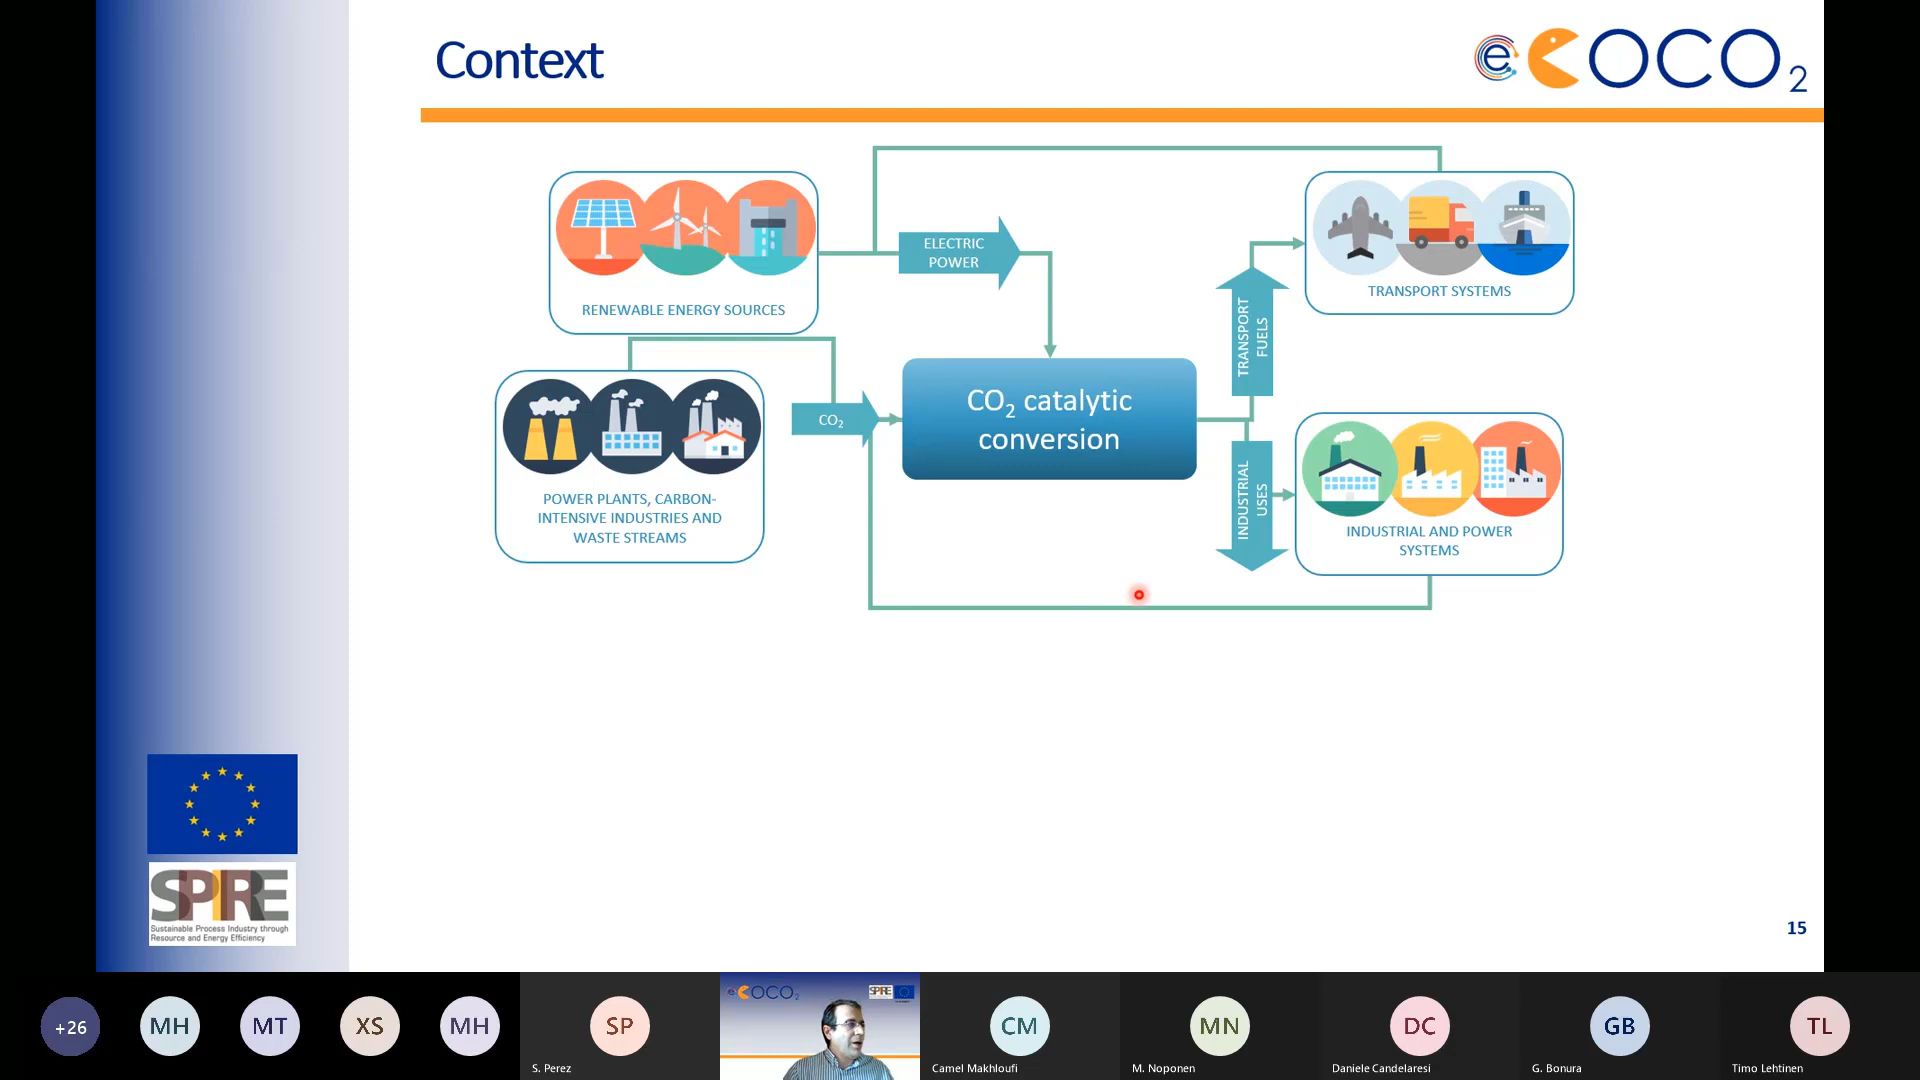 Context
eCOCO2
ELECTRIC
POWER
RENEWABLE ENERGY SOURCES
TRANSPORT SYSTEMS
TRANSPORT
FUELS
CO2
CO2 catalytic
conversion
POWER PLANTS, CARBON-
INTENSIVE INDUSTRIES AND
WASTE STREAMS
INDUSTRIAL
USES
INDUSTRIAL AND POWER
SYSTEMS
SPIRE
Sustainable Process Industry through
Resource and Energy Efficiency
15
+26
MH
MT
XS
MH
SP
S. Perez
eCOCO2
SPIRE
CM
Camel Makhloufi
MN
M. Noponen
DC
Daniele Candelaresi
GB
G. Bonura
TL
Timo Lehtinen